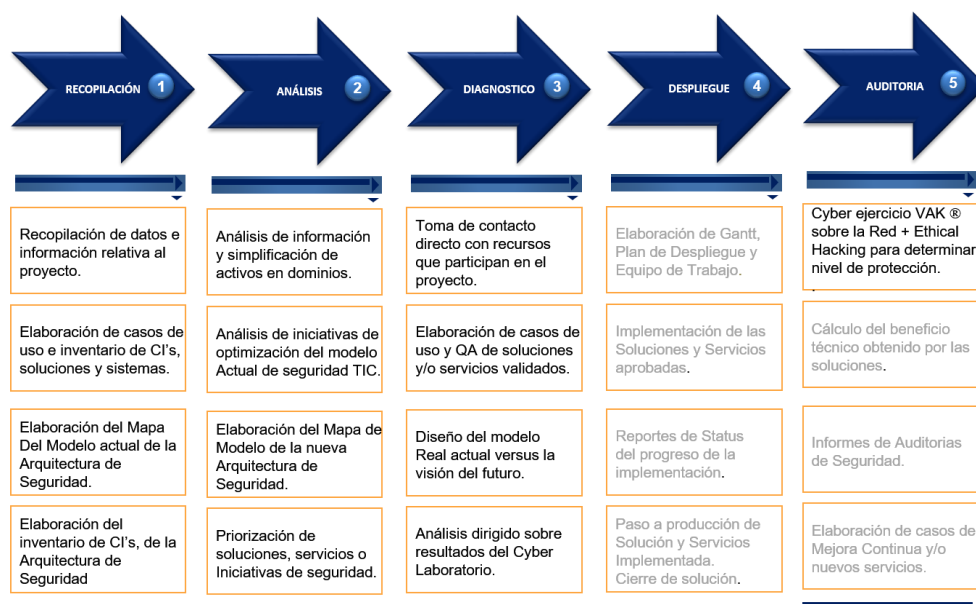 RECOPILACIÓN 1
ANÁLISIS 2
DIAGNOSTICO 3
DESPLIEGUE 4
AUDITORIA 5
Recopilación de datos e
información relativa al
proyecto.
Elaboración de casos de
uso e inventario de CI's,
soluciones y sistemas.
Elaboración del Mapa
Del Modelo actual de la
Arquitectura de
Seguridad.
Elaboración del
inventario de CI's, de la
Arquitectura de
Seguridad
Análisis de información
y simplificación de
activos en dominios.
Análisis de iniciativas de
optimización del modelo
Actual de seguridad TIC.
Elaboración del Mapa de
Modelo de la nueva
Arquitectura de
Seguridad.
Priorización de
soluciones, servicios o
Iniciativas de seguridad.
Toma de contacto
directo con recursos
que participan en el
proyecto.
Elaboración de casos de
uso y QA de soluciones
y/o servicios validados.
Diseño del modelo
Real actual versus la
visión del futuro.
Análisis dirigido sobre
resultados del Cyber
Laboratorio.
Elaboración de Gantt,
Plan de Despliegue y
Equipo de Trabajo.
Implementación de las
Soluciones y Servicios
aprobadas.
Reportes de Status
del progreso de la
implementación.
Paso a producción de
Solución y Servicios
Implementada.
Cierre de solución.
Cyber ejercicio VAK ®
sobre la Red + Ethical
Hacking para determinar
nivel de protección.
.
Cálculo del beneficio
técnico obtenido por las
soluciones.
Informes de Auditorias
de Seguridad.
Elaboración de casos de
Mejora Continua y/o
nuevos servicios.